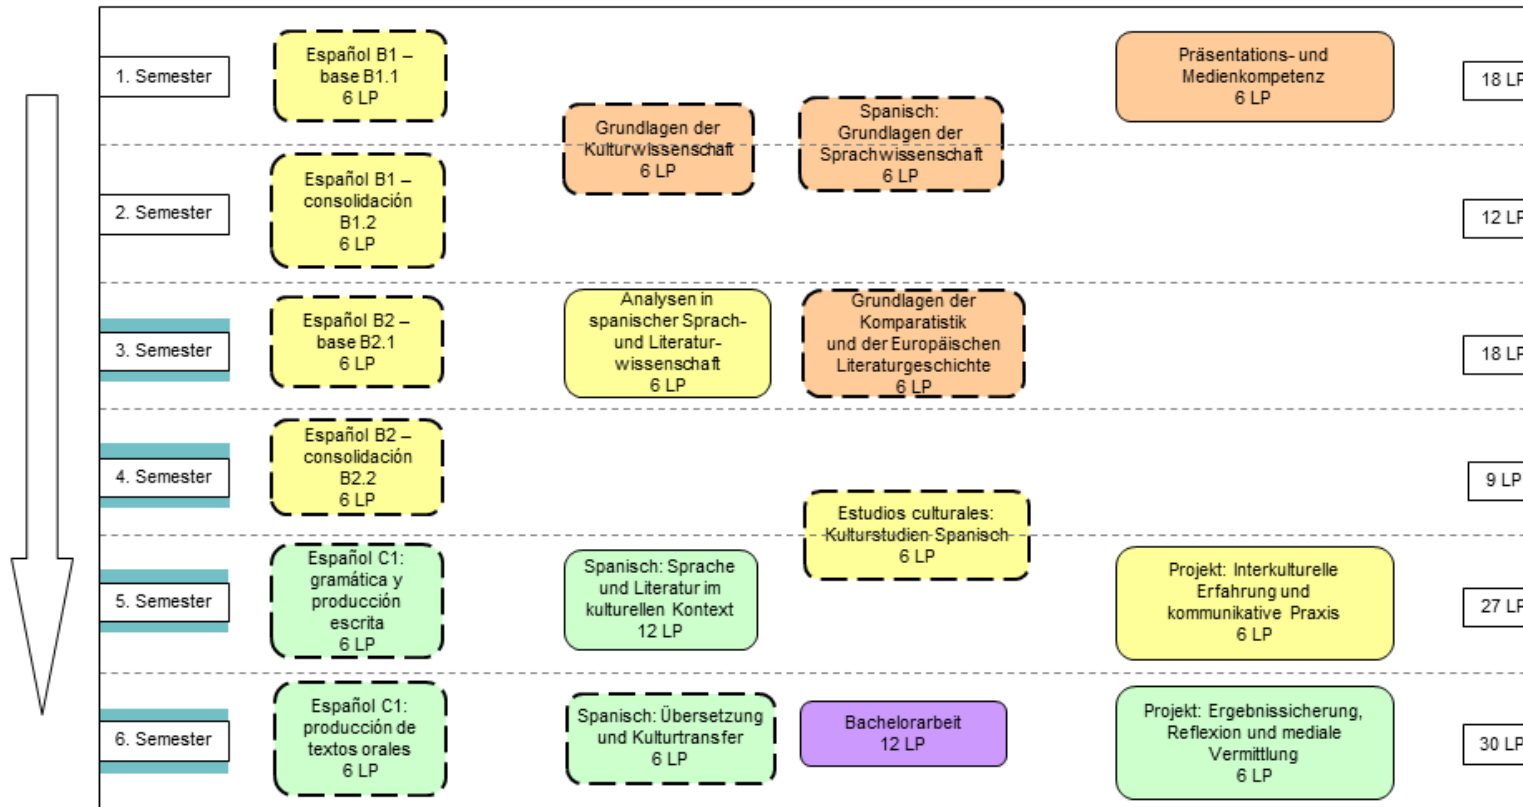 1. Semester
Español B1 –
base B1.1
6 LP
Präsentations- und
Medienkompetenz
6 LP
18 LP
Grundlagen der
Kulturwissenschaft
6 LP
Spanisch:
Grundlagen der
Sprachwissenschaft
6 LP
2. Semester
Español B1 –
consolidación
B1.2
6 LP
12 LP
3. Semester
Español B2 –
base B2.1
6 LP
Analysen in
spanischer Sprach-
und Literatur-
wissenschaft
6 LP
Grundlagen der
Komparatistik
und der Europäischen
Literaturgeschichte
6 LP
18 LP
4. Semester
Español B2 –
consolidación
B2.2
6 LP
9 LP
Estudios culturales:
Kulturstudien Spanisch
6 LP
5. Semester
Español C1:
gramática y
producción
escrita
6 LP
Spanisch: Sprache
und Literatur im
kulturellen Kontext
12 LP
Projekt: Interkulturelle
Erfahrung und
kommunikative Praxis
6 LP
27 LP
6. Semester
Español C1:
producción de
textos orales
6 LP
Spanisch: Übersetzung
und Kulturtransfer
6 LP
Bachelorarbeit
12 LP
Projekt: Ergebnissicherung,
Reflexion und mediale
Vermittlung
6 LP
30 LP